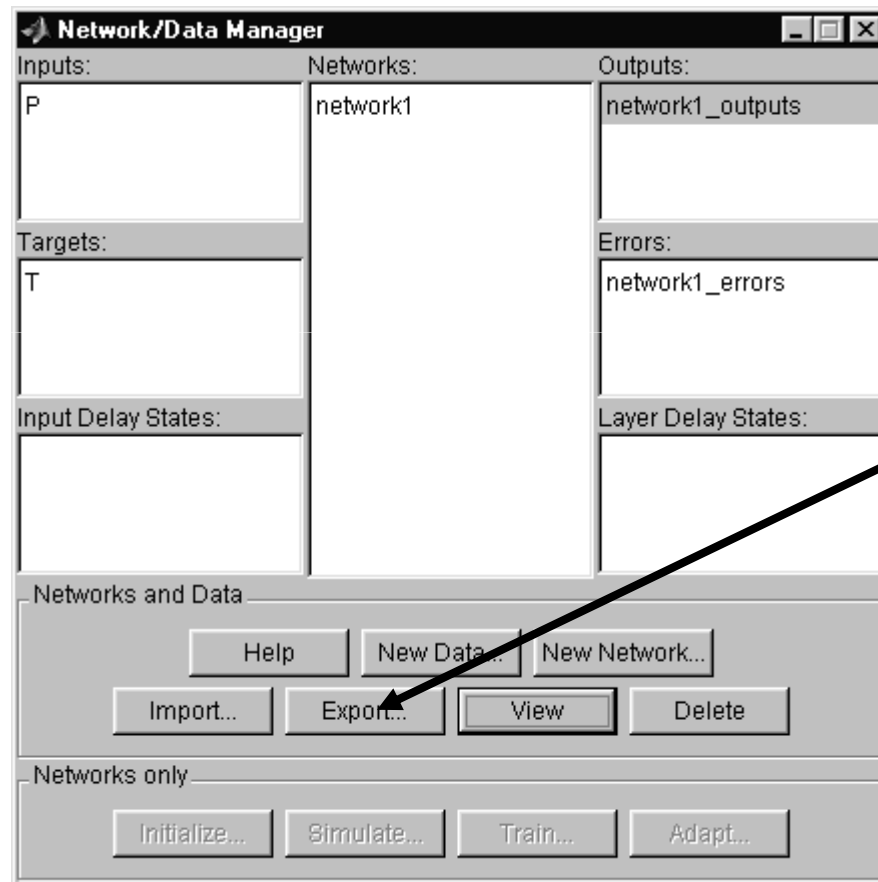 Network/Data Manager
Inputs: Networks: Outputs:
P network1 network1_outputs
Targets: Errors:
T network1_errors
Input Delay States: Layer Delay States:
Networks and Data
Help New Data... New Network...
Import... Export... View Delete
Networks only
Initialize... Simulate... Train... Adapt...